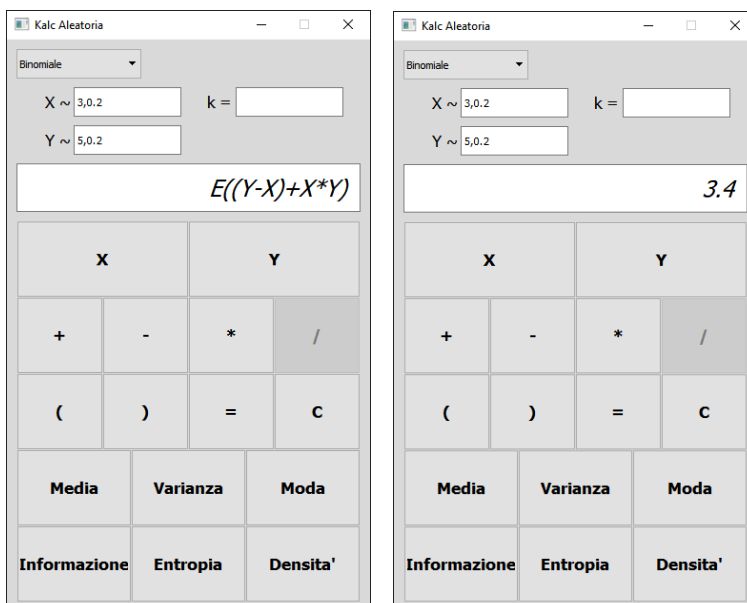 Kalc Aleatoria
Binomiale
X ~ 3,0.2 k =
Y ~ 5,0.2
E((Y-X)+X*Y)
X Y
+ - * /
( ) = C
Media Varianza Moda
Informazione Entropia Densita'
Kalc Aleatoria
Binomiale
X ~ 3,0.2 k =
Y ~ 5,0.2
3.4
X Y
+ - * /
( ) = C
Media Varianza Moda
Informazione Entropia Densita'